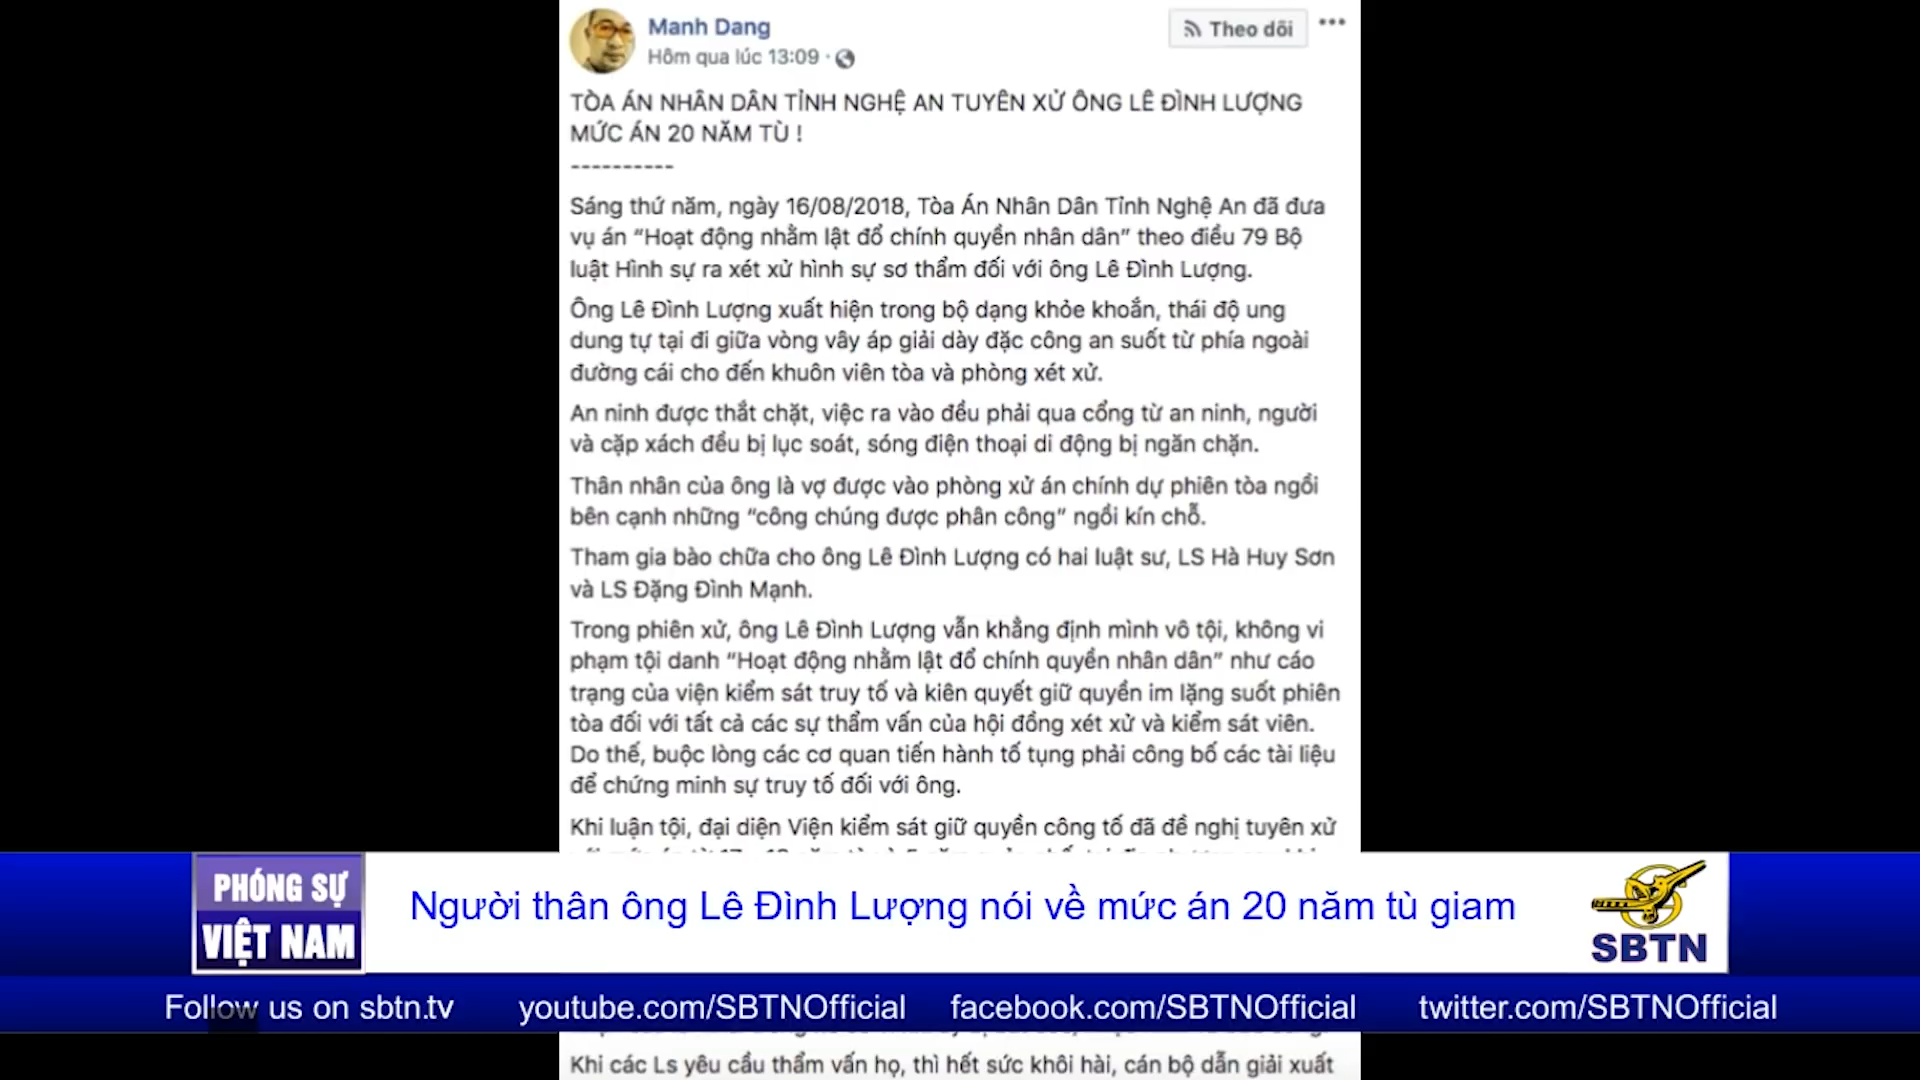 Manh Dang
Theo dõi
Hôm qua lúc 13:09
TÒA ÁN NHÂN DÂN TỈNH NGHỆ AN TUYÊN XỬ ÔNG LÊ ĐÌNH LƯỢNG
MỨC ÁN 20 NĂM TÙ !
----------
Sáng thứ năm, ngày 16/08/2018, Tòa Án Nhân Dân Tỉnh Nghệ An đã đưa
vụ án “Hoạt động nhằm lật đổ chính quyền nhân dân” theo điều 79 Bộ
luật Hình sự ra xét xử hình sự sơ thẩm đối với ông Lê Đình Lượng.
Ông Lê Đình Lượng xuất hiện trong bộ dạng khỏe khoắn, thái độ ung
dung tự tại đi giữa vòng vây áp giải dày đặc công an suốt từ phía ngoài
đường cái cho đến khuôn viên tòa và phòng xét xử.
An ninh được thắt chặt, việc ra vào đều phải qua cổng từ an ninh, người
và cặp xách đều bị lục soát, sóng điện thoại di động bị ngăn chặn.
Thân nhân của ông là vợ được vào phòng xử án chính dự phiên tòa ngồi
bên cạnh những “công chúng được phân công” ngồi kín chỗ.
Tham gia bào chữa cho ông Lê Đình Lượng có hai luật sư, LS Hà Huy Sơn
và LS Đặng Đình Mạnh.
Trong phiên xử, ông Lê Đình Lượng vẫn khẳng định mình vô tội, không vi
phạm tội danh “Hoạt động nhằm lật đổ chính quyền nhân dân” như cáo
trạng của viện kiểm sát truy tố và kiên quyết giữ quyền im lặng suốt phiên
tòa đối với tất cả các sự thẩm vấn của hội đồng xét xử và kiểm sát viên.
Do thế, buộc lòng các cơ quan tiến hành tố tụng phải công bố các tài liệu
để chứng minh sự truy tố đối với ông.
Khi luận tội, đại diện Viện kiểm sát giữ quyền công tố đã đề nghị tuyên xử
PHÓNG SỰ
VIỆT NAM
Người thân ông Lê Đình Lượng nói về mức án 20 năm tù giam
SBTN
Follow us on sbtn.tv youtube.com/SBTNOfficial facebook.com/SBTNOfficial twitter.com/SBTNOfficial
Khi các Ls yêu cầu thẩm vấn họ, thì hết sức khôi hài, cán bộ dẫn giải xuất